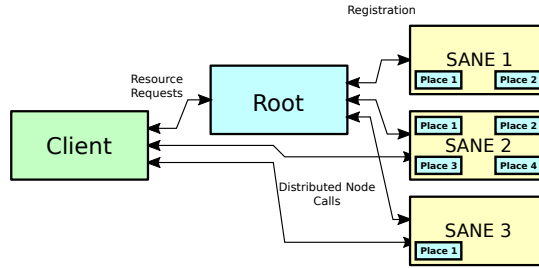 Registration
SANE 1
Place 1
Place 2
Resource
Requests
Root
Place 1
Place 2
SANE 2
Place 3
Place 4
Client
Distributed Node
Calls
SANE 3
Place 1